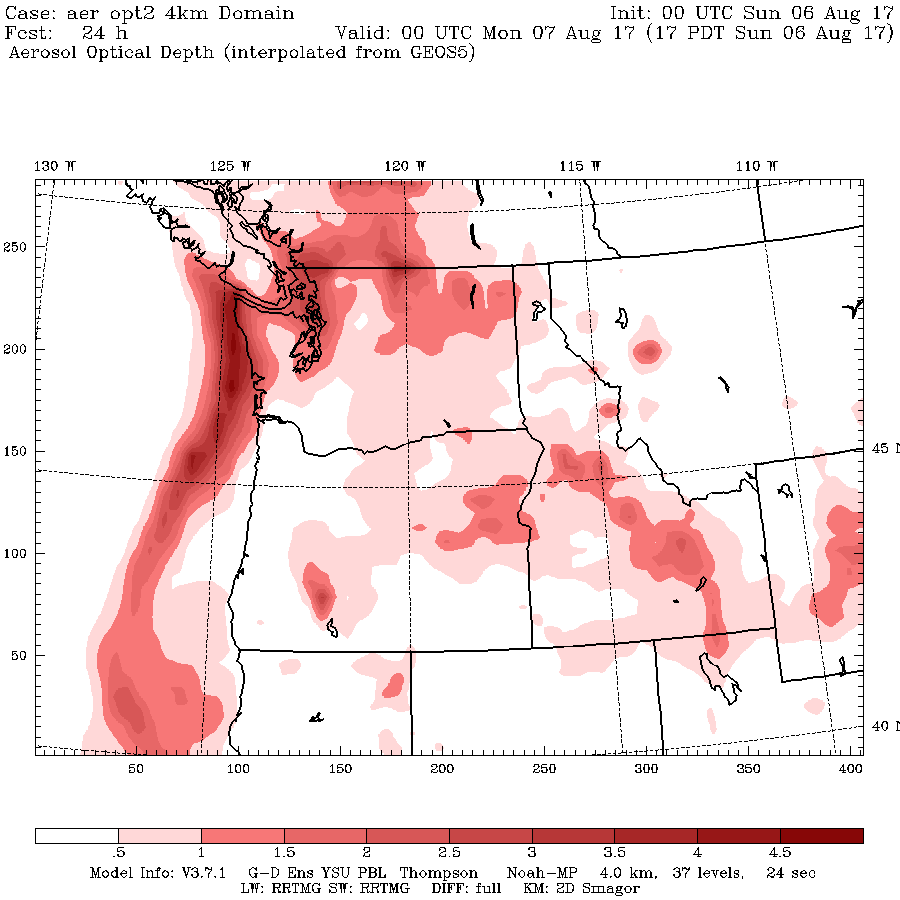 Case: aer opt2 4km Domain Init: 00 UTC Sun 06 Aug 17
Fcst: 24 h Valid: 00 UTC Mon 07 Aug 17 (17 PDT Sun 06 Aug 17)
Aerosol Optical Depth (interpolated from GEOS5)
130 W 125 W 120 W 115 W 110 W
250
200
150 45 N
100
50
40 N
50 100 150 200 250 300 350 400
.5 1 1.5 2 2.5 3 3.5 4 4.5
Model Info: V3.7.1 G-D Ens YSU PBL Thompson Noah-MP 4.0 km, 37 levels, 24 sec
LW: RRTMG SW: RRTMG DIFF: full KM: 2D Smagor